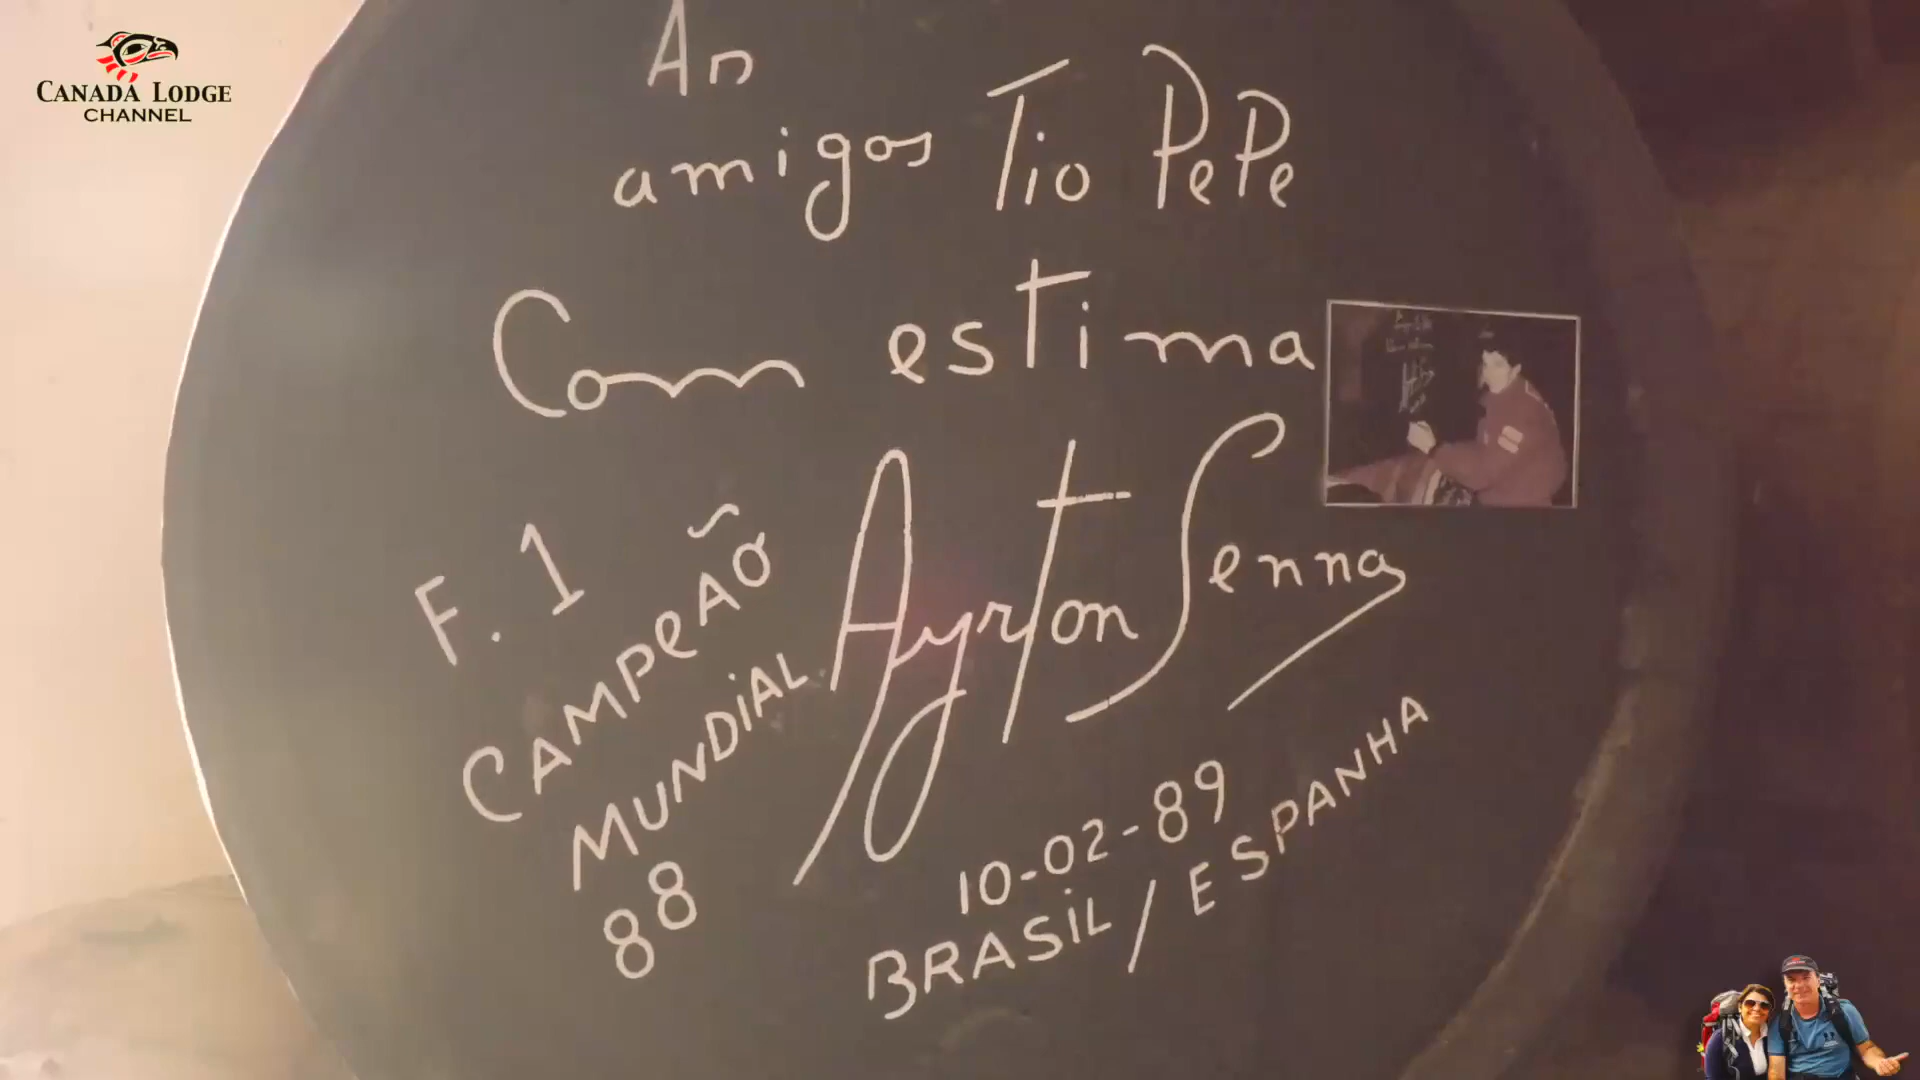 CANADA LODGE
CHANNEL
Ao
amigos Tio PePe
Com estima
Ayrton Senna
F. 1
CAMPeÃO
MUNDiAL
88
10-02-89
BRASiL / ESPANHA